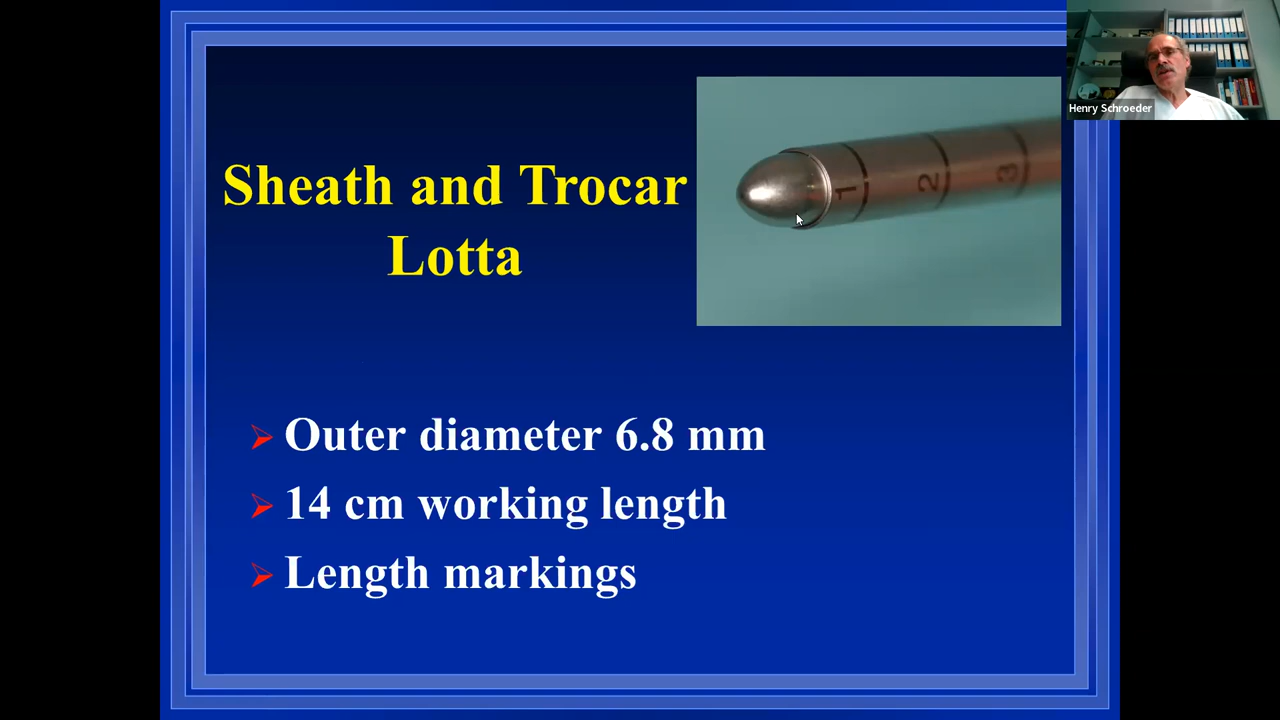 Sheath and Trocar
Lotta
1 2 3
Henry Schroeder
Outer diameter 6.8 mm
14 cm working length
Length markings